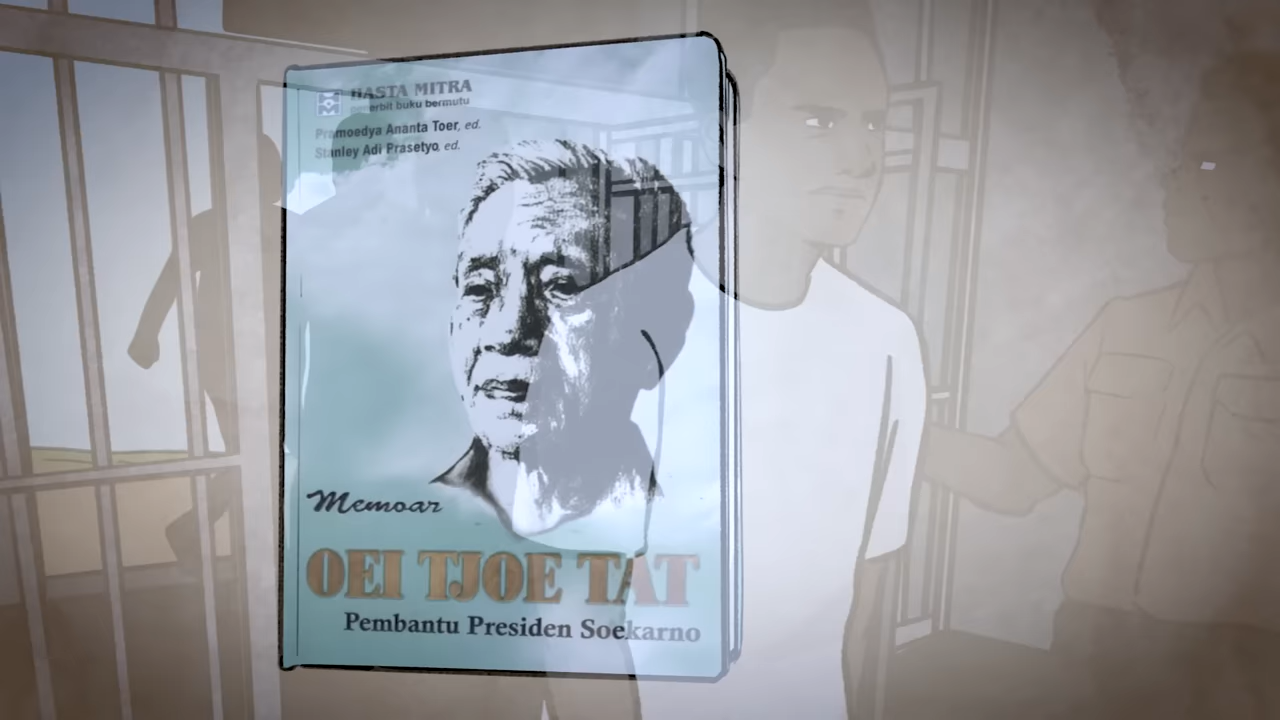 HASTA MITRA
penerbit buku bermutu
Pramoedya Ananta Toer, ed.
Stanley Adi Prasetyo, ed.
Memoar
OEI TJOE TAT
Pembantu Presiden Soekarno